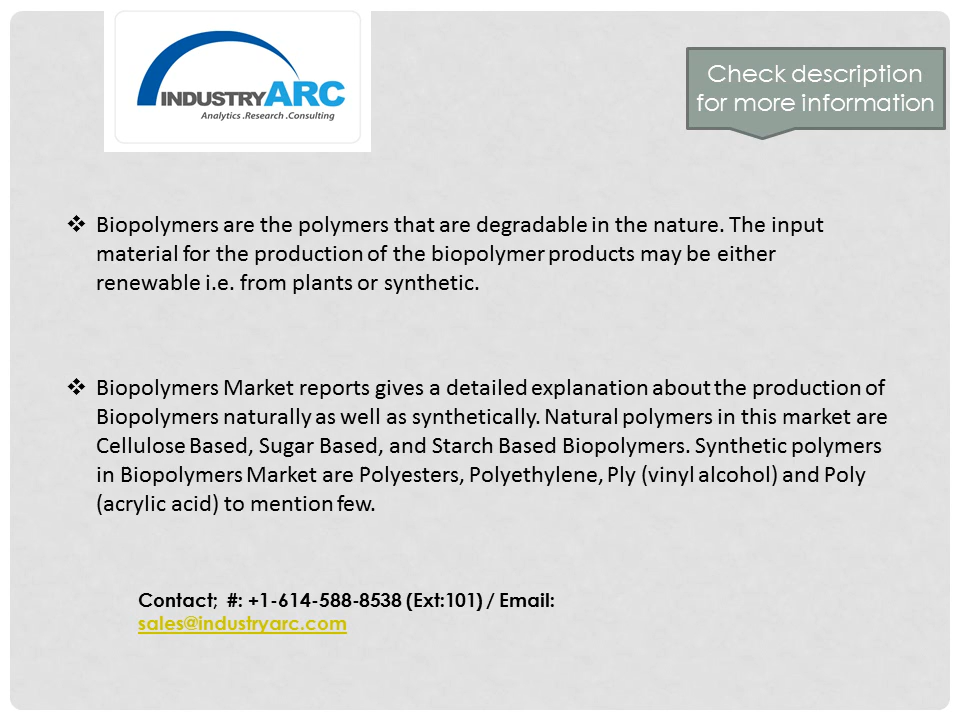 INDUSTRYARC
Analytics .Research .Consulting
Check description
for more information
❖ Biopolymers are the polymers that are degradable in the nature. The input
material for the production of the biopolymer products may be either
renewable i.e. from plants or synthetic.
❖ Biopolymers Market reports gives a detailed explanation about the production of
Biopolymers naturally as well as synthetically. Natural polymers in this market are
Cellulose Based, Sugar Based, and Starch Based Biopolymers. Synthetic polymers
in Biopolymers Market are Polyesters, Polyethylene, Ply (vinyl alcohol) and Poly
(acrylic acid) to mention few.
Contact; #: +1-614-588-8538 (Ext:101) / Email:
sales@industryarc.com